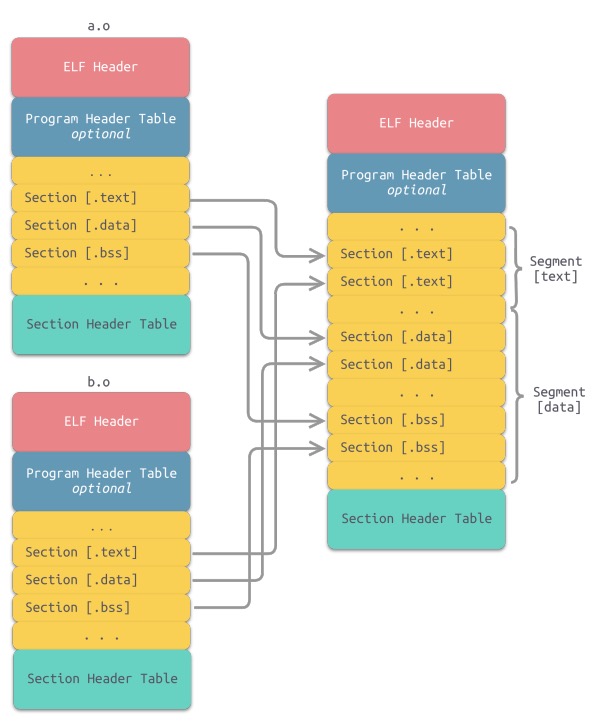 a.o
ELF Header
Program Header Table
optional
...
Section [.text]
Section [.data]
Section [.bss]
. . .
Section Header Table
b.o
ELF Header
Program Header Table
optional
...
Section [.text]
Section [.data]
Section [.bss]
. . .
Section Header Table
ELF Header
Program Header Table
optional
. . .
Section [.text]
Section [.text]
. . .
Section [.data]
Section [.data]
. . .
Section [.bss]
Section [.bss]
. . .
Section Header Table
Segment
[text]
Segment
[data]